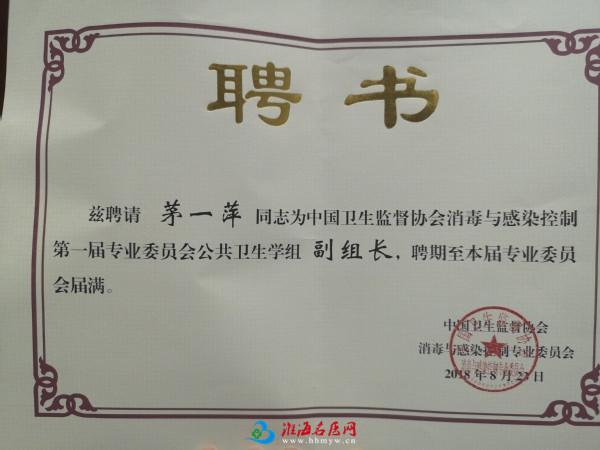 聘书
兹聘请 茅一萍 同志为中国卫生监督协会消毒与感染控制
第一届专业委员会公共卫生学组 副组长，聘期至本届专业委员
会届满。
中国卫生监督协会
消毒与感染控制专业委员会
2018年8月23日
淮海名医网
www.hhmyw.cn